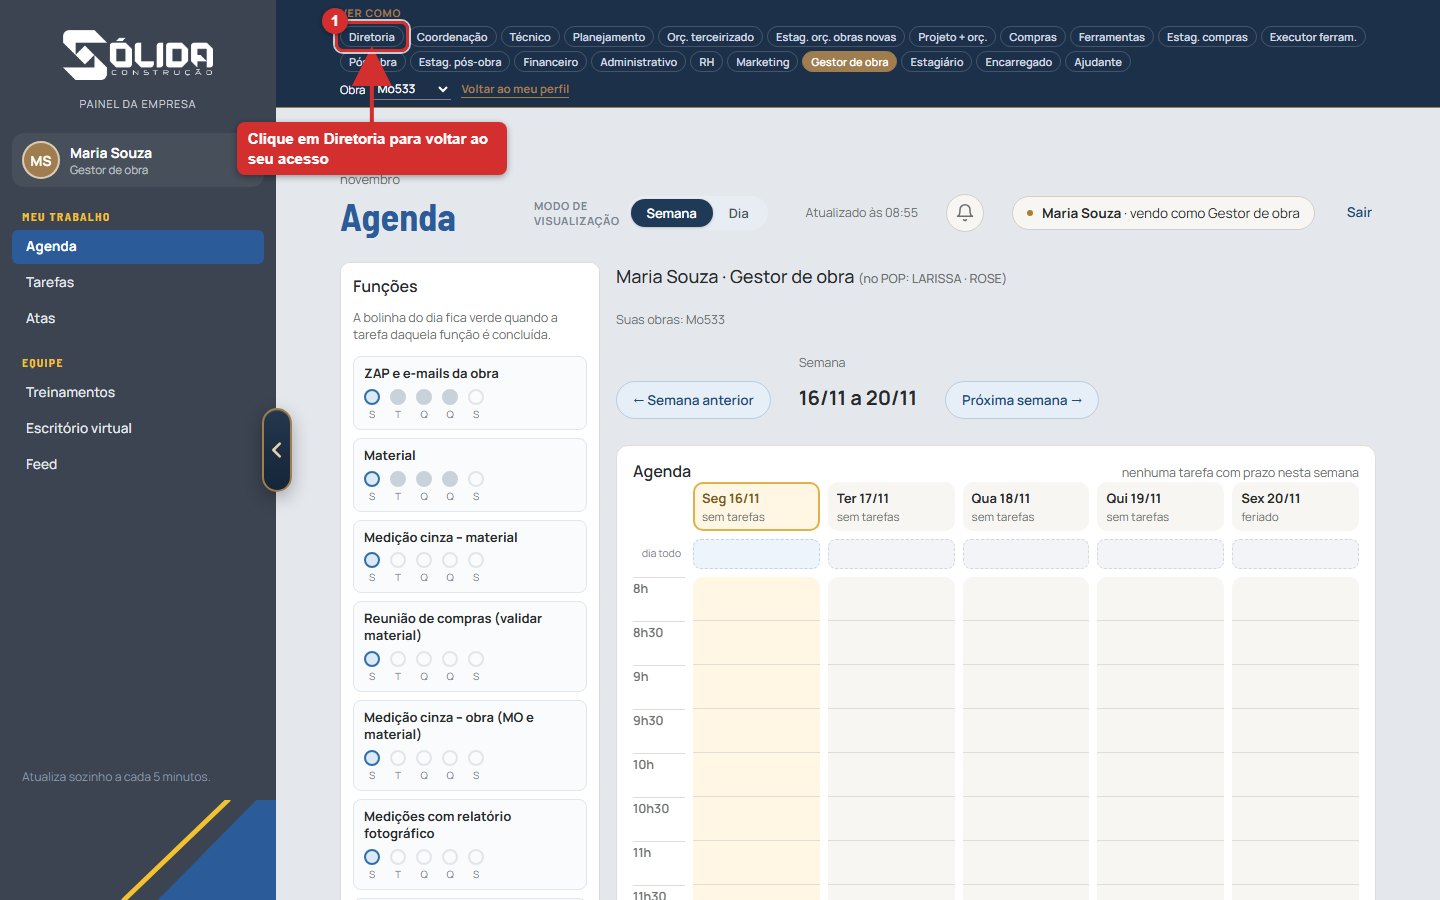 SÓLIDA
CONSTRUÇÃO
PAINEL DA EMPRESA
MS
Maria Souza
Gestor de obra
MEU TRABALHO
Agenda
Tarefas
Atas
EQUIPE
Treinamentos
Escritório virtual
Feed
Atualiza sozinho a cada 5 minutos.
VER COMO
1
Diretoria
Coordenação
Técnico
Planejamento
Orç. terceirizado
Estag. orç. obras novas
Projeto + orç.
Compras
Ferramentas
Estag. compras
Executor ferram.
Estag. pós-obra
Financeiro
Administrativo
RH
Marketing
Gestor de obra
Estagiário
Encarregado
Ajudante
Obra
Mo533
Voltar ao meu perfil
Clique em Diretoria para voltar ao
seu acesso
novembro
Agenda
MODO DE
VISUALIZAÇÃO
Semana
Dia
Atualizado às 08:55
Maria Souza · vendo como Gestor de obra
Sair
Funções
A bolinha do dia fica verde quando a
tarefa daquela função é concluída.
ZAP e e-mails da obra
S T Q Q S
Material
S T Q Q S
Medição cinza – material
S T Q Q S
Reunião de compras (validar
material)
S T Q Q S
Medição cinza – obra (MO e
material)
S T Q Q S
Medições com relatório
fotográfico
S T Q Q S
Maria Souza · Gestor de obra (no POP: LARISSA · ROSE)
Suas obras: Mo533
Semana
← Semana anterior
16/11 a 20/11
Próxima semana →
Agenda
nenhuma tarefa com prazo nesta semana
Seg 16/11
sem tarefas
Ter 17/11
sem tarefas
Qua 18/11
sem tarefas
Qui 19/11
sem tarefas
Sex 20/11
feriado
dia todo
8h
8h30
9h
9h30
10h
10h30
11h
11h30